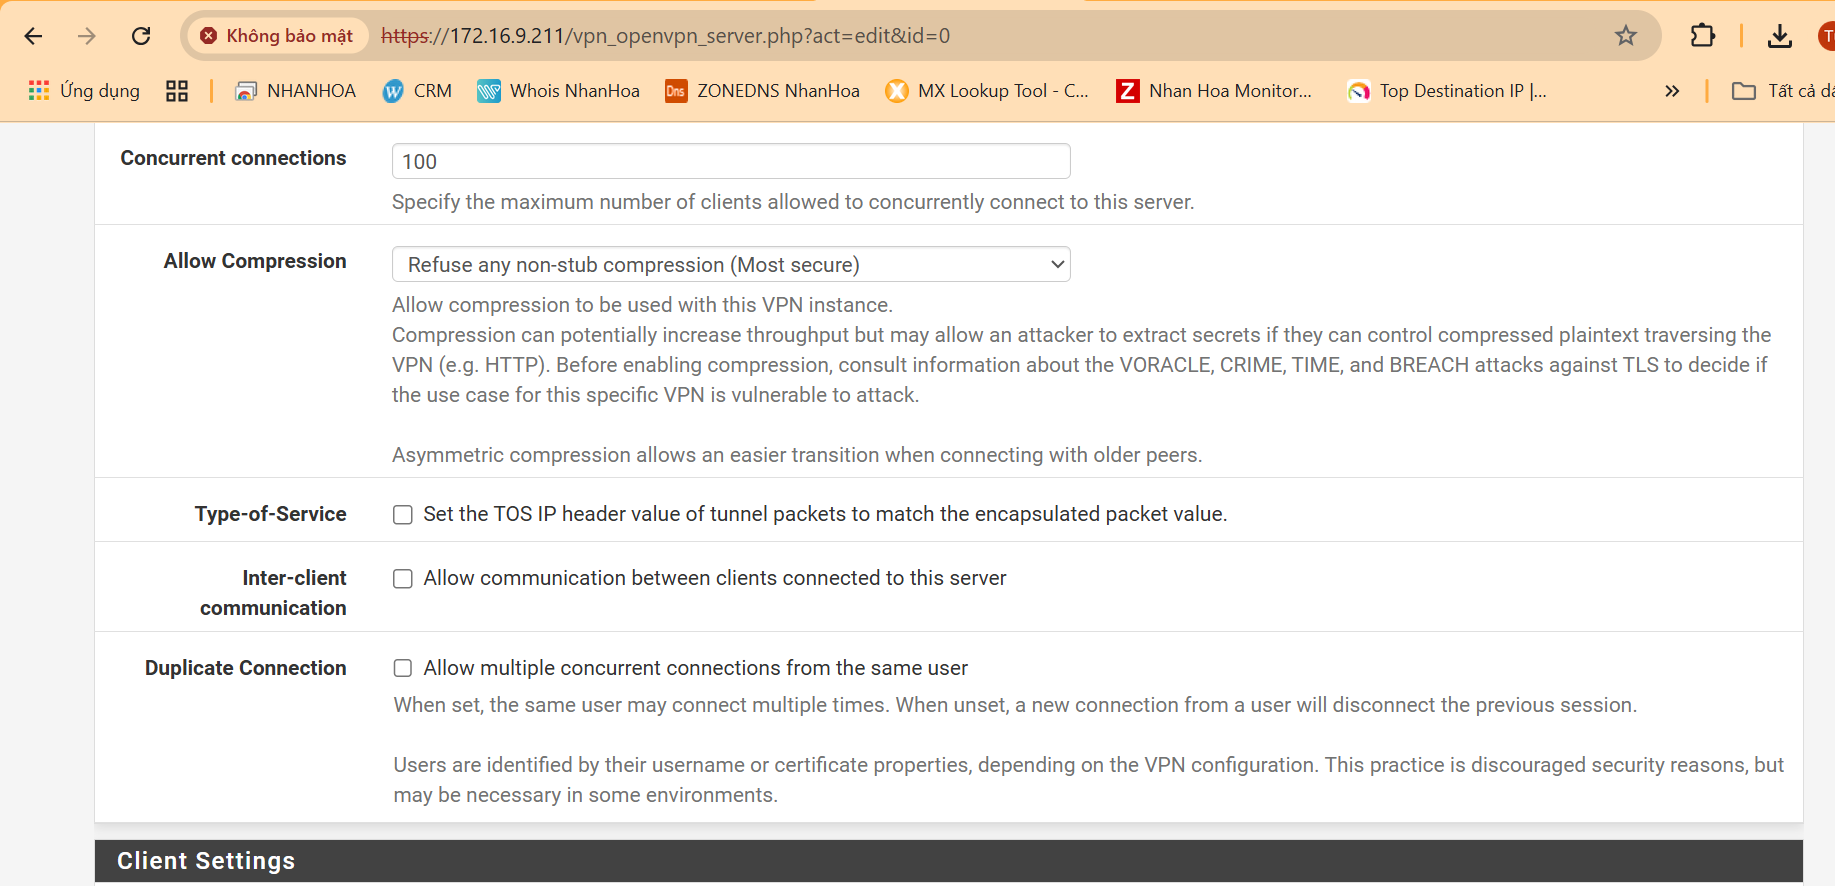 Không bảo mật
https://172.16.9.211/vpn_openvpn_server.php?act=edit&id=0
Ứng dụng
NHANHOA
CRM
Whois NhanHoa
Dns
ZONEDNS NhanHoa
MX Lookup Tool - C...
Z
Nhan Hoa Monitor...
Top Destination IP |...
»
Tất cả
Concurrent connections
100
Specify the maximum number of clients allowed to concurrently connect to this server.
Allow Compression
Refuse any non-stub compression (Most secure)
Allow compression to be used with this VPN instance.
Compression can potentially increase throughput but may allow an attacker to extract secrets if they can control compressed plaintext traversing the
VPN (e.g. HTTP). Before enabling compression, consult information about the VORACLE, CRIME, TIME, and BREACH attacks against TLS to decide if
the use case for this specific VPN is vulnerable to attack.
Asymmetric compression allows an easier transition when connecting with older peers.
Type-of-Service
Set the TOS IP header value of tunnel packets to match the encapsulated packet value.
Inter-client
communication
Allow communication between clients connected to this server
Duplicate Connection
Allow multiple concurrent connections from the same user
When set, the same user may connect multiple times. When unset, a new connection from a user will disconnect the previous session.
Users are identified by their username or certificate properties, depending on the VPN configuration. This practice is discouraged security reasons, but
may be necessary in some environments.
Client Settings